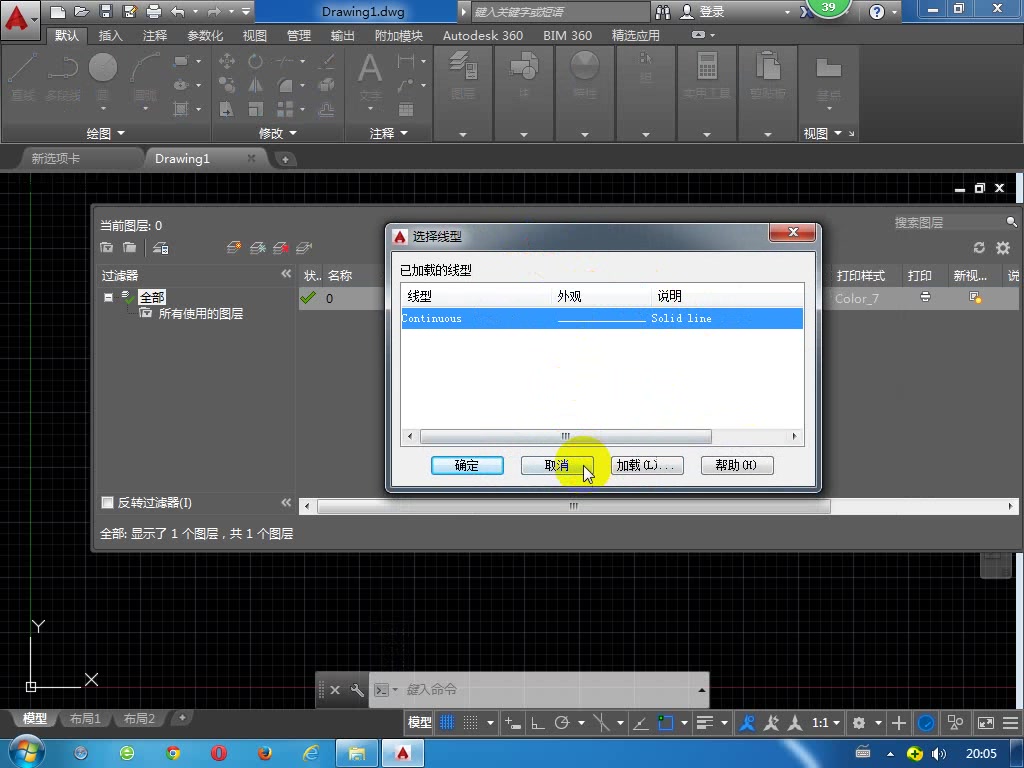 Drawing1.dwg
键入关键字或短语
登录
39
默认 插入 注释 参数化 视图 管理 输出 附加模块 Autodesk 360 BIM 360 精选应用
直线 多段线 圆 圆弧
文字
图层 块 特性 组 实用工具 剪贴板 基点
绘图 修改 注释 视图
新选项卡 Drawing1
当前图层: 0
搜索图层
过滤器
状.. 名称
打印样式 打印 新视... 说
全部
所有使用的图层
0
Color_7
选择线型
已加载的线型
线型 外观 说明
Continuous Solid line
确定 取消 加载(L)... 帮助(H)
反转过滤器(I)
全部: 显示了 1 个图层，共 1 个图层
Y
X
键入命令
模型 布局1 布局2
模型 1:1
20:05